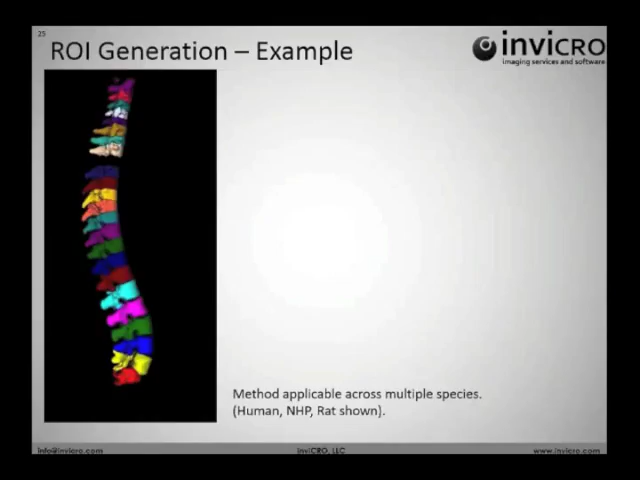 25
ROI Generation – Example
invicro
imaging services and software
Method applicable across multiple species.
(Human, NHP, Rat shown).
info@invicro.com
inviCRO, LLC
www.invicro.com